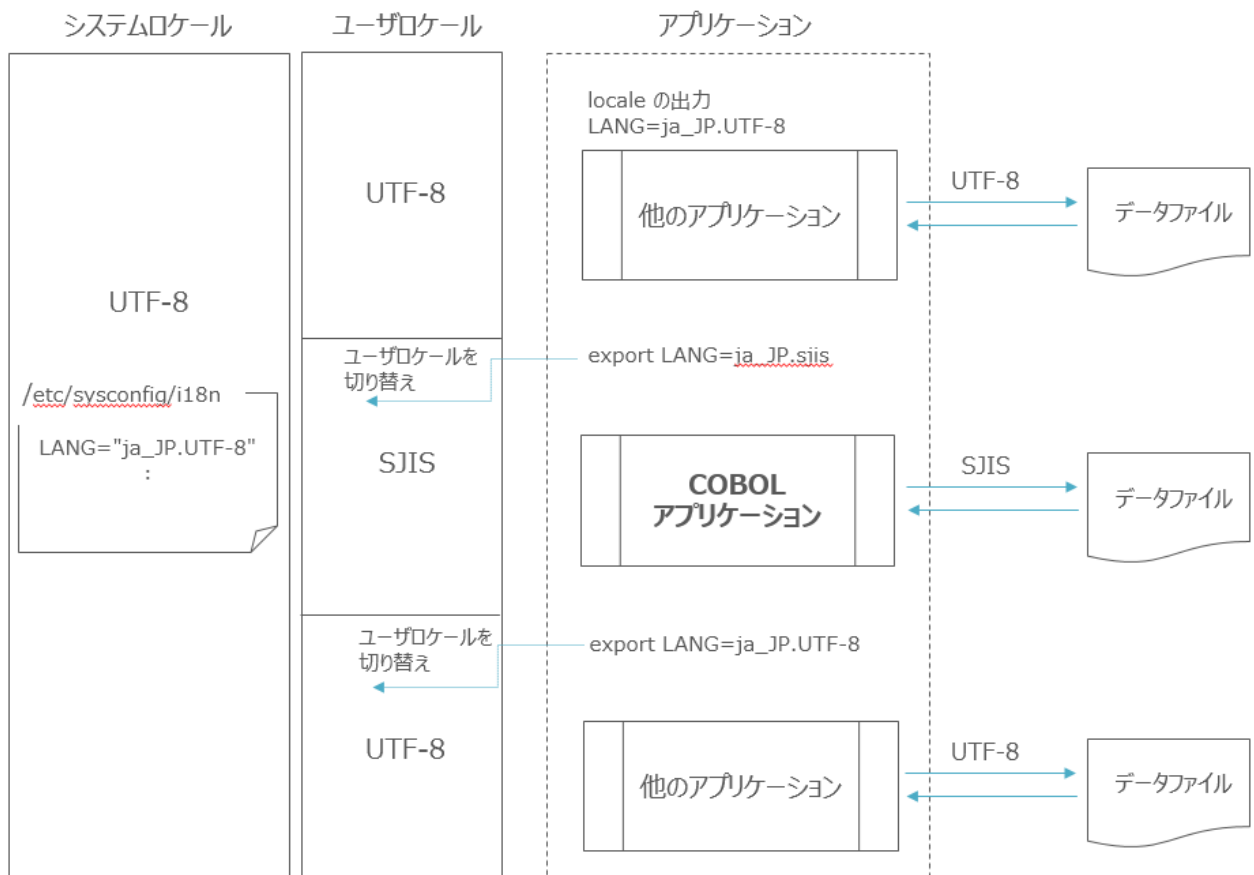 システムロケール
ユーザロケール
アプリケーション
locale の出力
LANG=ja_JP.UTF-8
UTF-8
他のアプリケーション
UTF-8
データファイル
UTF-8
/etc/sysconfig/i18n
LANG="ja_JP.UTF-8"
:
ユーザロケールを
切り替え
export LANG=ja_JP.sjis
SJIS
COBOL
アプリケーション
SJIS
データファイル
ユーザロケールを
切り替え
export LANG=ja_JP.UTF-8
UTF-8
他のアプリケーション
UTF-8
データファイル